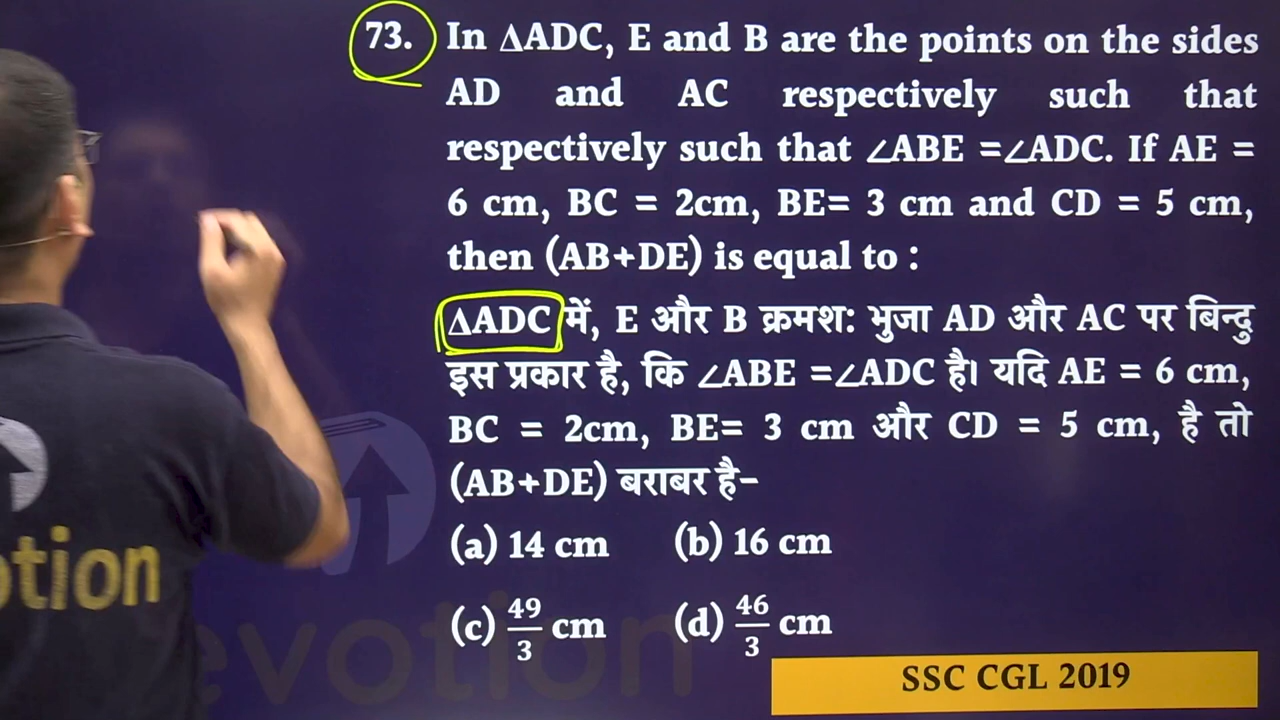 73. In ΔADC, E and B are the points on the sides
AD and AC respectively such that
respectively such that ∠ABE =∠ADC. If AE =
6 cm, BC = 2cm, BE= 3 cm and CD = 5 cm,
then (AB+DE) is equal to :
ΔADC में, E और B क्रमश: भुजा AD और AC पर बिन्दु
इस प्रकार है, कि ∠ABE =∠ADC है। यदि AE = 6 cm,
BC = 2cm, BE= 3 cm और CD = 5 cm, है तो
(AB+DE) बराबर है-
(a) 14 cm (b) 16 cm
(c) 49/3 cm (d) 46/3 cm
SSC CGL 2019
otion
evotion